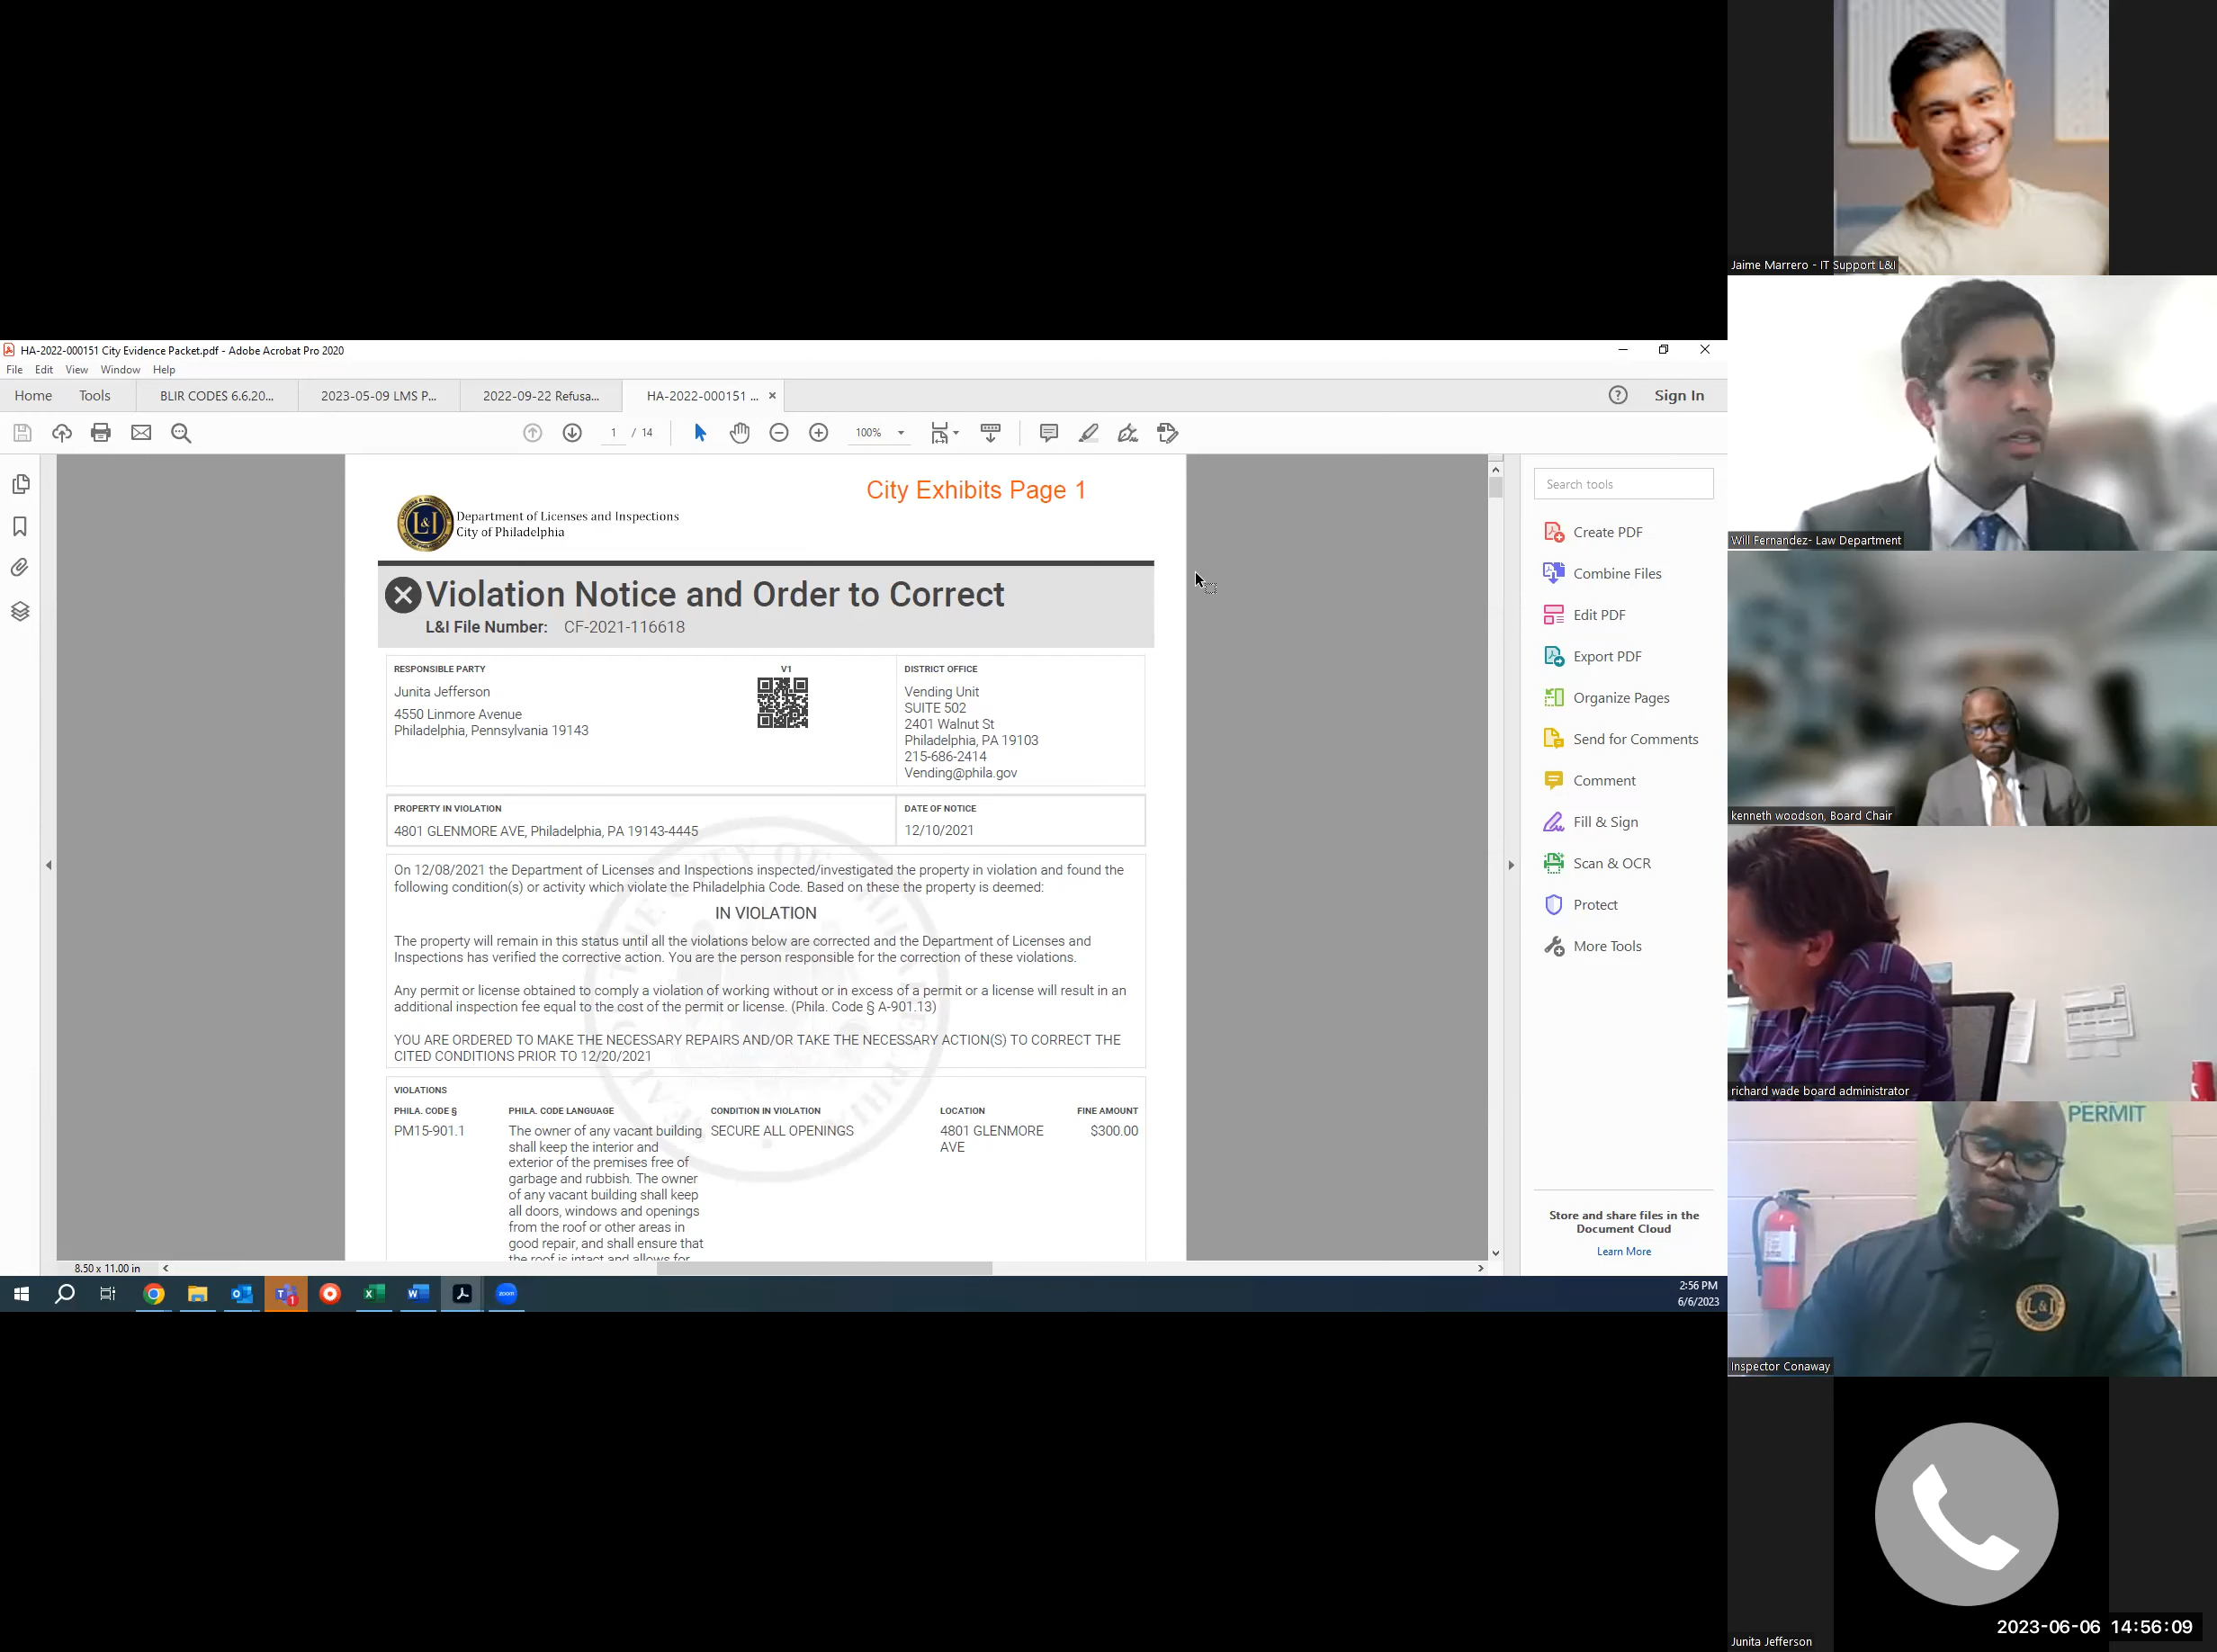 HA-2022-000151 City Evidence Packet.pdf - Adobe Acrobat Pro 2020
File Edit View Window Help
Home Tools BLIR CODES 6.6.20... 2023-05-09 LMS P... 2022-09-22 Refusa... HA-2022-000151 ... Sign In
1 / 14 100%
City Exhibits Page 1
L&I
Department of Licenses and Inspections
City of Philadelphia
Violation Notice and Order to Correct
L&I File Number: CF-2021-116618
RESPONSIBLE PARTY
Junita Jefferson
4550 Linmore Avenue
Philadelphia, Pennsylvania 19143
V1
DISTRICT OFFICE
Vending Unit
SUITE 502
2401 Walnut St
Philadelphia, PA 19103
215-686-2414
Vending@phila.gov
PROPERTY IN VIOLATION
4801 GLENMORE AVE, Philadelphia, PA 19143-4445
DATE OF NOTICE
12/10/2021
On 12/08/2021 the Department of Licenses and Inspections inspected/investigated the property in violation and found the
following condition(s) or activity which violate the Philadelphia Code. Based on these the property is deemed:
IN VIOLATION
The property will remain in this status until all the violations below are corrected and the Department of Licenses and
Inspections has verified the corrective action. You are the person responsible for the correction of these violations.
Any permit or license obtained to comply a violation of working without or in excess of a permit or a license will result in an
additional inspection fee equal to the cost of the permit or license. (Phila. Code § A-901.13)
YOU ARE ORDERED TO MAKE THE NECESSARY REPAIRS AND/OR TAKE THE NECESSARY ACTION(S) TO CORRECT THE
CITED CONDITIONS PRIOR TO 12/20/2021
VIOLATIONS
PHILA. CODE § PHILA. CODE LANGUAGE CONDITION IN VIOLATION LOCATION FINE AMOUNT
PM15-901.1 The owner of any vacant building SECURE ALL OPENINGS 4801 GLENMORE $300.00
shall keep the interior and AVE
exterior of the premises free of
garbage and rubbish. The owner
of any vacant building shall keep
all doors, windows and openings
from the roof or other areas in
good repair, and shall ensure that
the roof is intact and allows for
8.50 x 11.00 in
Search tools
Create PDF
Combine Files
Edit PDF
Export PDF
Organize Pages
Send for Comments
Comment
Fill & Sign
Scan & OCR
Protect
More Tools
Store and share files in the
Document Cloud
Learn More
zoom
2:56 PM
6/6/2023
Jaime Marrero - IT Support L&I
Will Fernandez- Law Department
kenneth woodson, Board Chair
richard wade board administrator
PERMIT
L&I
Inspector Conaway
Junita Jefferson
2023-06-06 14:56:09